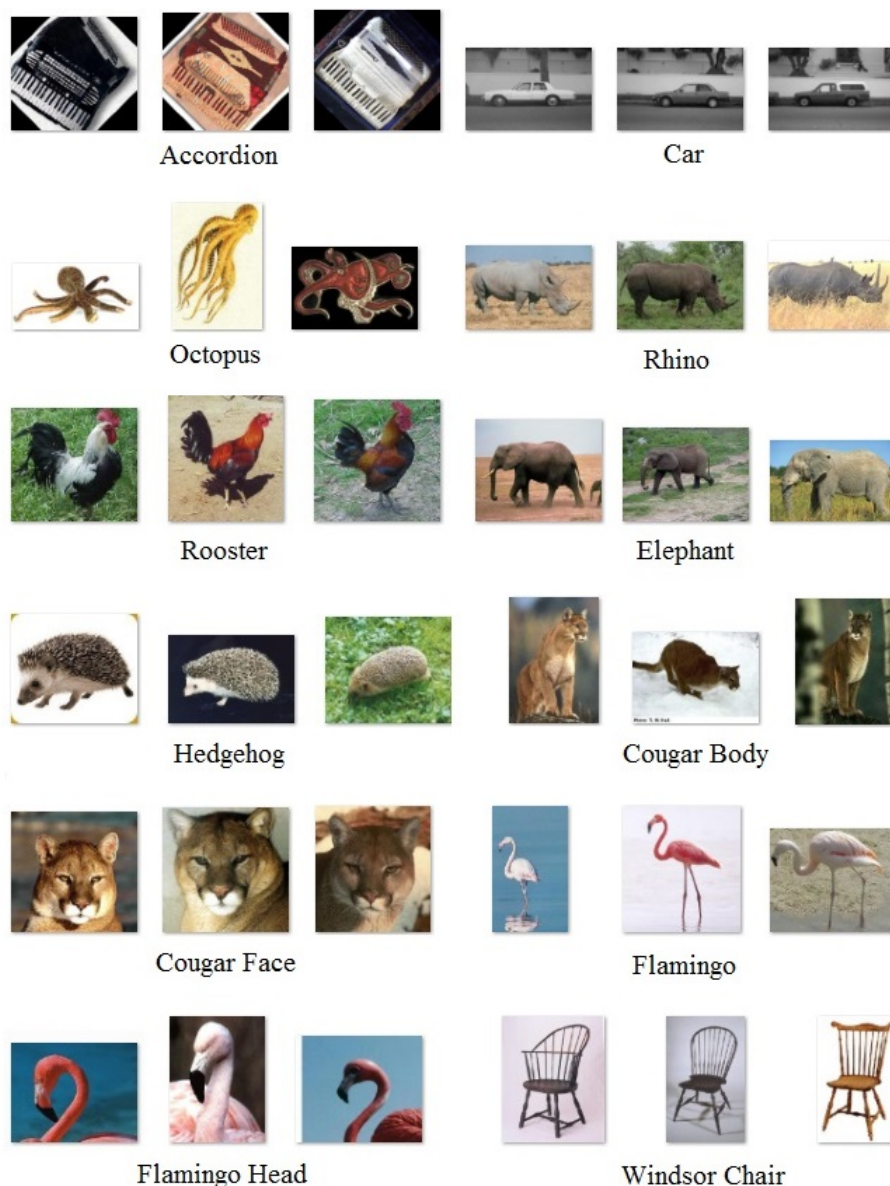 Accordion
Car
Octopus
Rhino
Rooster
Elephant
Hedgehog
Cougar Body
Cougar Face
Flamingo
Flamingo Head
Windsor Chair